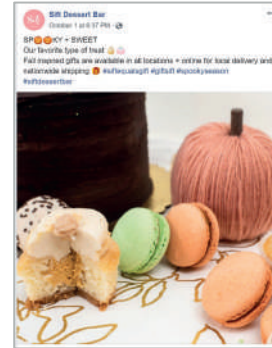 Sift Dessert Bar
October 1 at 6:37 PM ·
SP🎃🎃KY + SWEET
Our favorite type of treat 👍🏻👻
Fall inspired gifts are available in all locations + online for local delivery and
nationwide shipping 🎃 #siftequalsgift #giftsift #spookyseason
#siftdessertbar